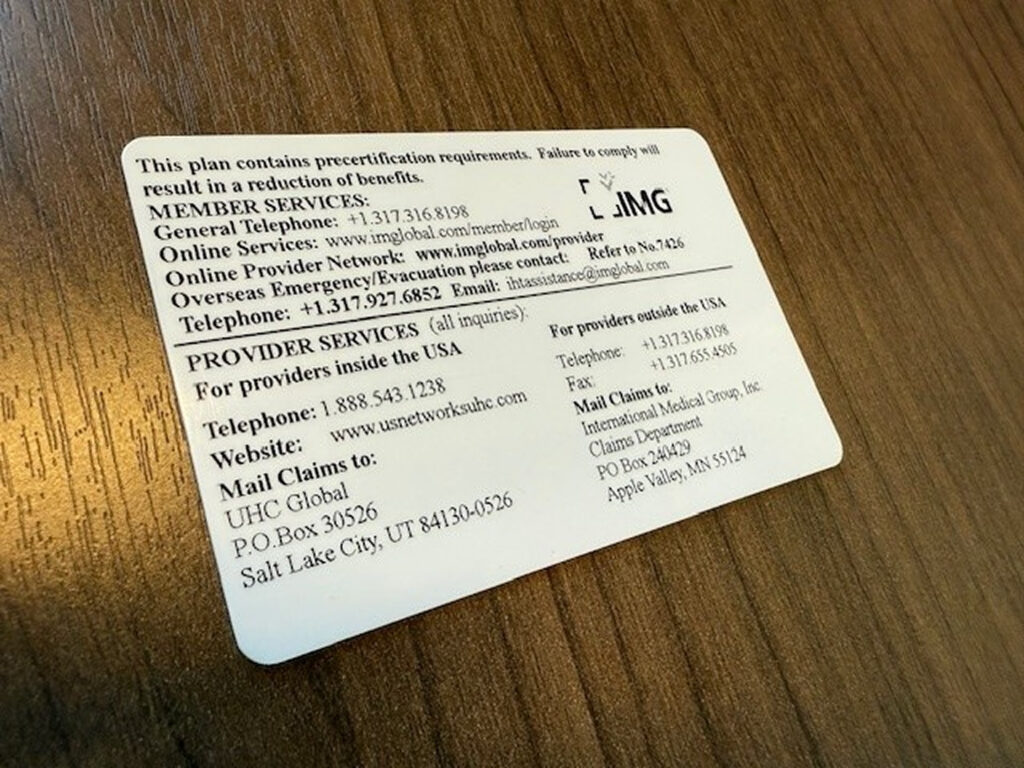 This plan contains precertification requirements. Failure to comply will
result in a reduction of benefits.
MEMBER SERVICES:
General Telephone: +1.317.316.8198
Online Services: www.imglobal.com/member/login
Online Provider Network: www.imglobal.com/provider
Overseas Emergency/Evacuation please contact: Refer to No.7426
Telephone: +1.317.927.6852 Email: ihtassistance@imglobal.com
IMG
PROVIDER SERVICES (all inquiries):
For providers inside the USA
Telephone: 1.888.543.1238
Website: www.usnetworksuhc.com
Mail Claims to:
UHC Global
P.O.Box 30526
Salt Lake City, UT 84130-0526
For providers outside the USA
Telephone: +1.317.316.8198
Fax: +1.317.655.4505
Mail Claims to:
International Medical Group, Inc.
Claims Department
PO Box 240429
Apple Valley, MN 55124